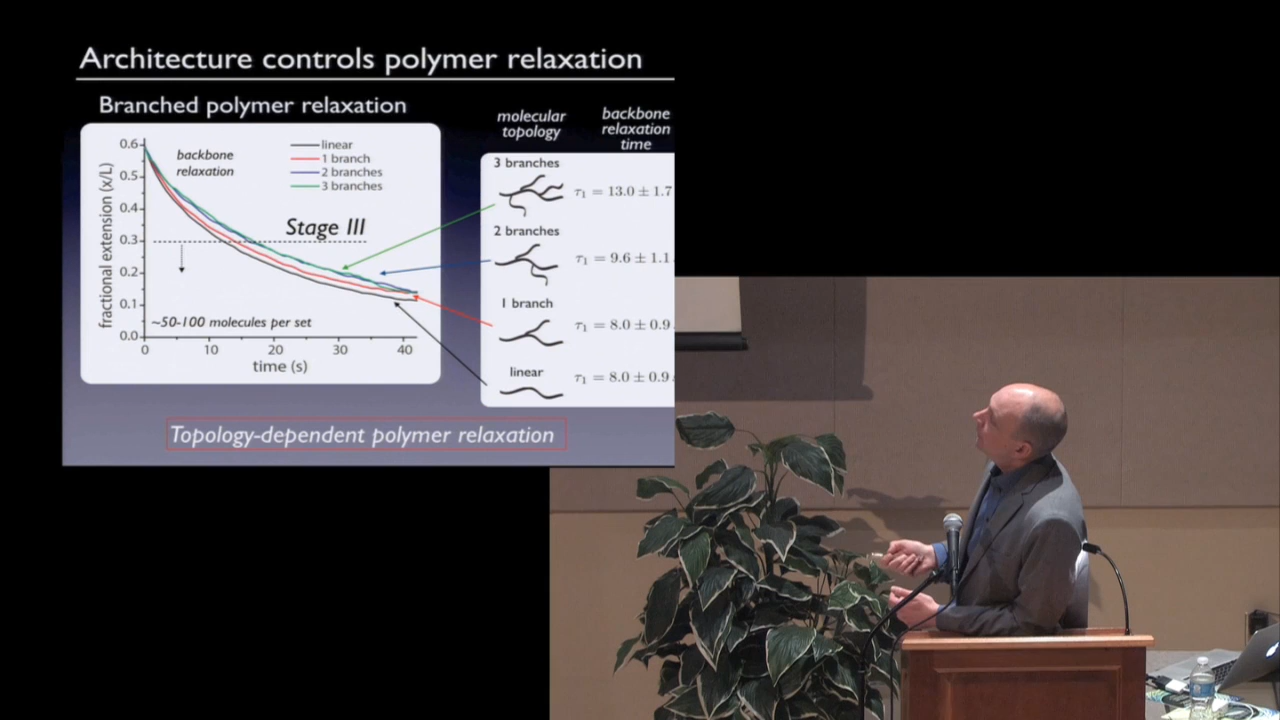 Architecture controls polymer relaxation
Branched polymer relaxation
fractional extension (x/L)
0.6
0.5
0.4
0.3
0.2
0.1
0.0
backbone
relaxation
linear
1 branch
2 branches
3 branches
Stage III
~50-100 molecules per set
0
10
20
30
40
time (s)
molecular
topology
backbone
relaxation
time
3 branches
τ₁ = 13.0 ± 1.7
2 branches
τ₁ = 9.6 ± 1.1
1 branch
τ₁ = 8.0 ± 0.9
linear
τ₁ = 8.0 ± 0.9
Topology-dependent polymer relaxation